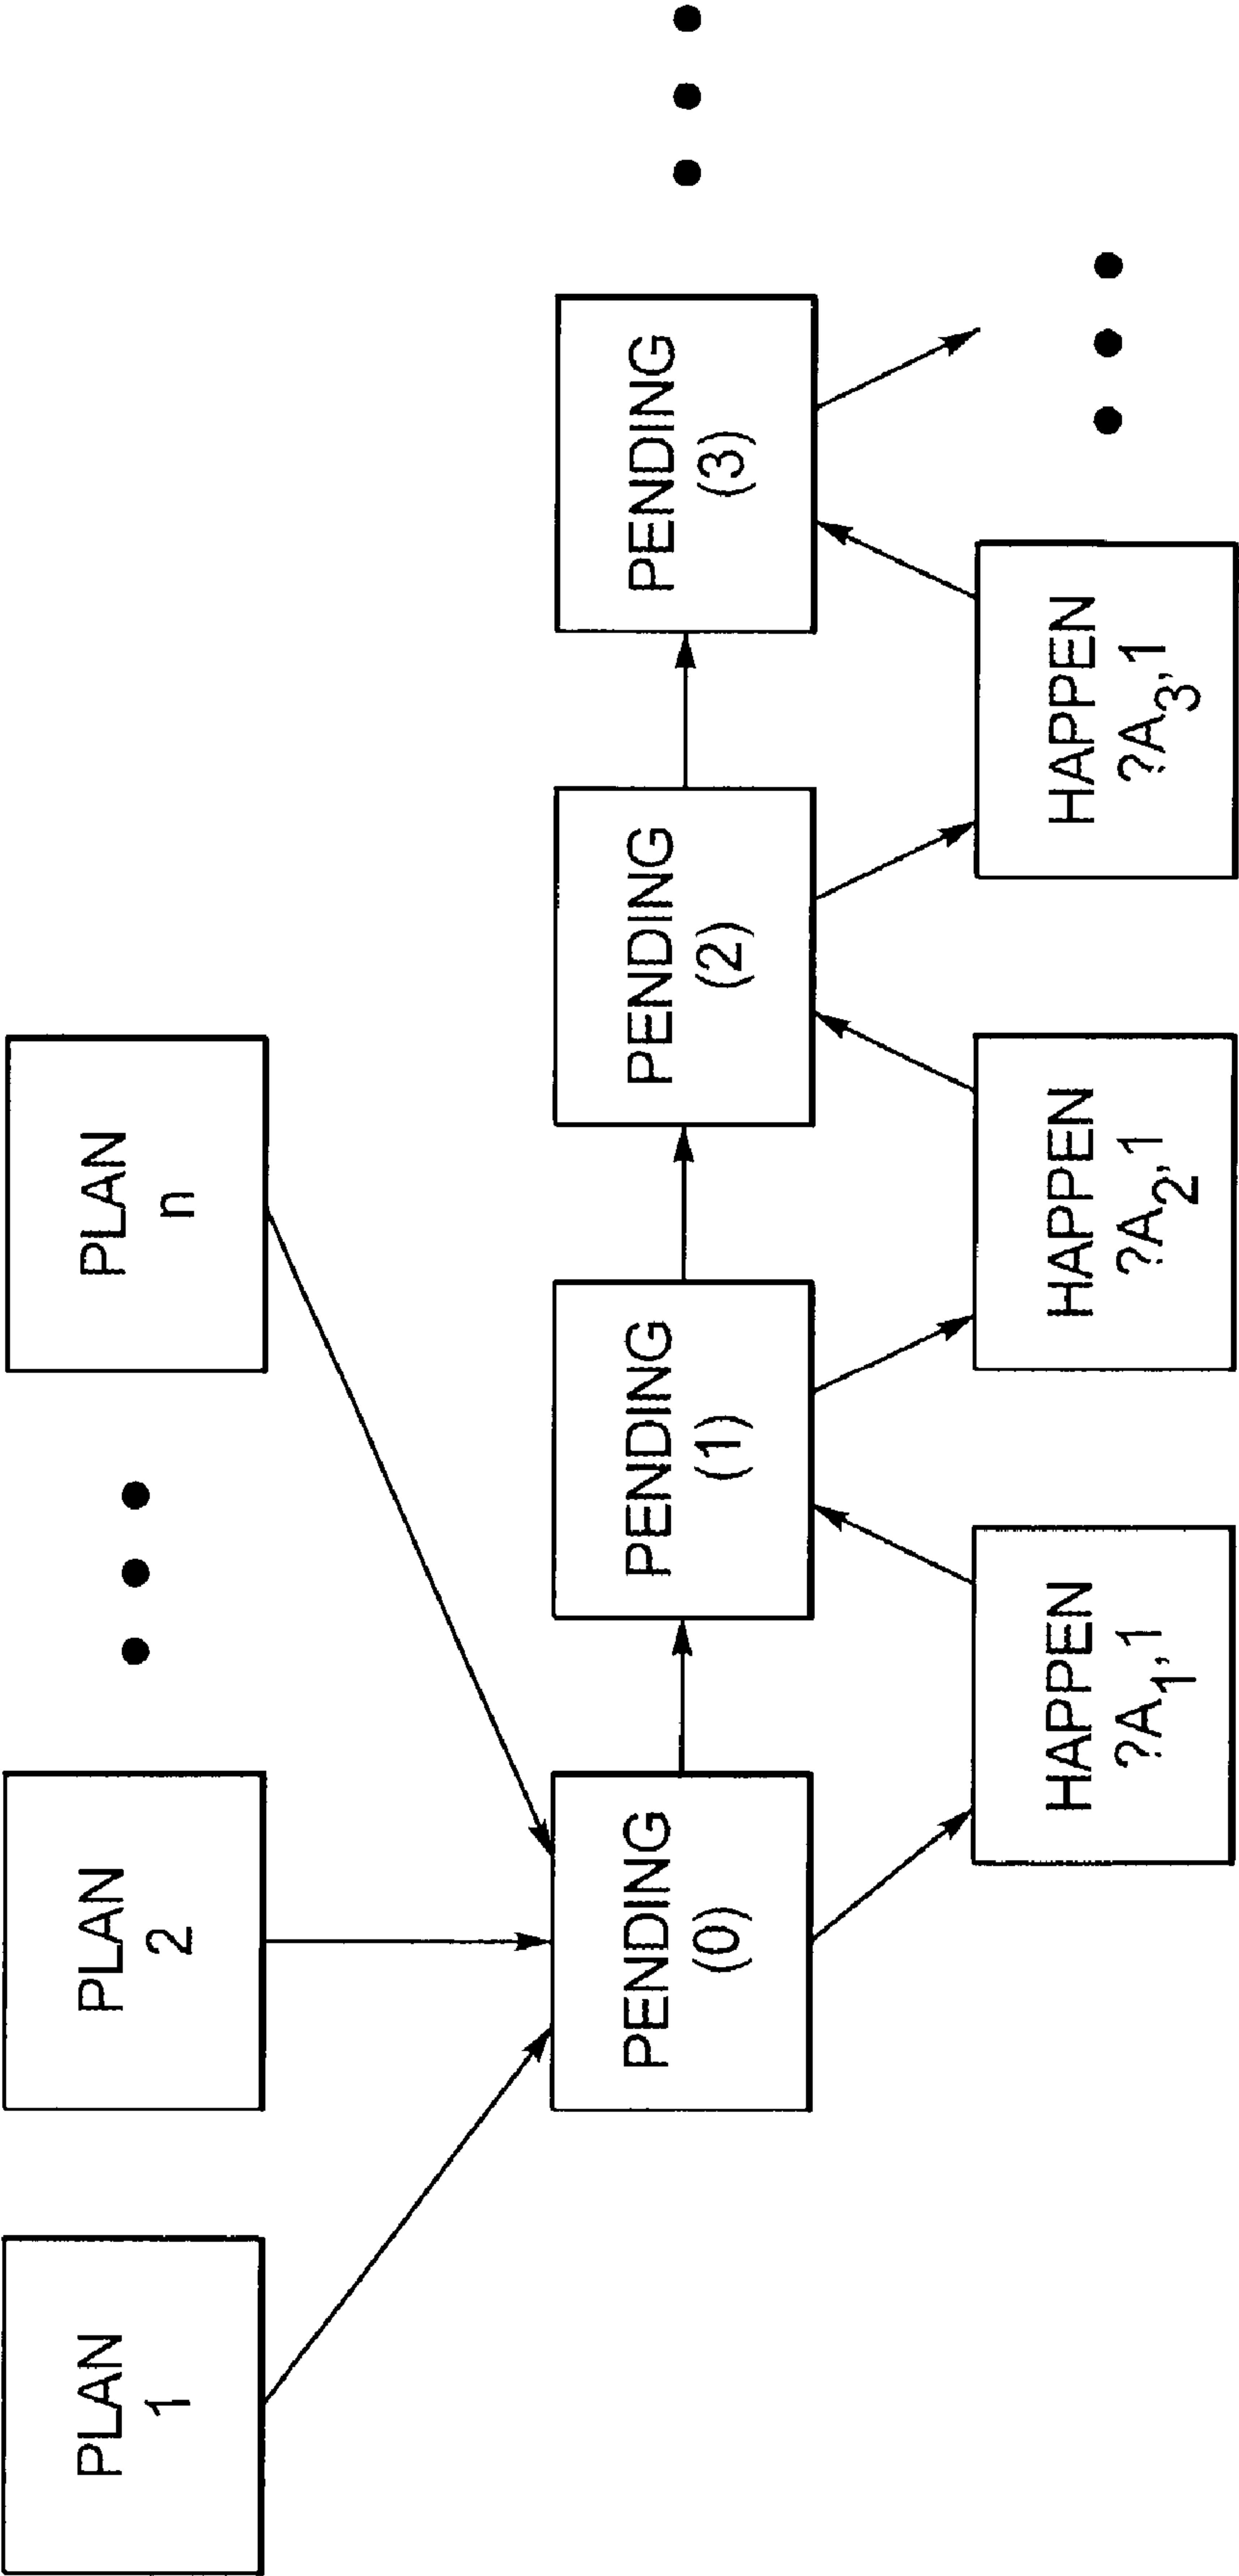 PLAN
1
PLAN
2
PLAN
n
PENDING
(0)
PENDING
(1)
PENDING
(2)
PENDING
(3)
HAPPEN
?A₁,1
HAPPEN
?A₂,1
HAPPEN
?A₃,1